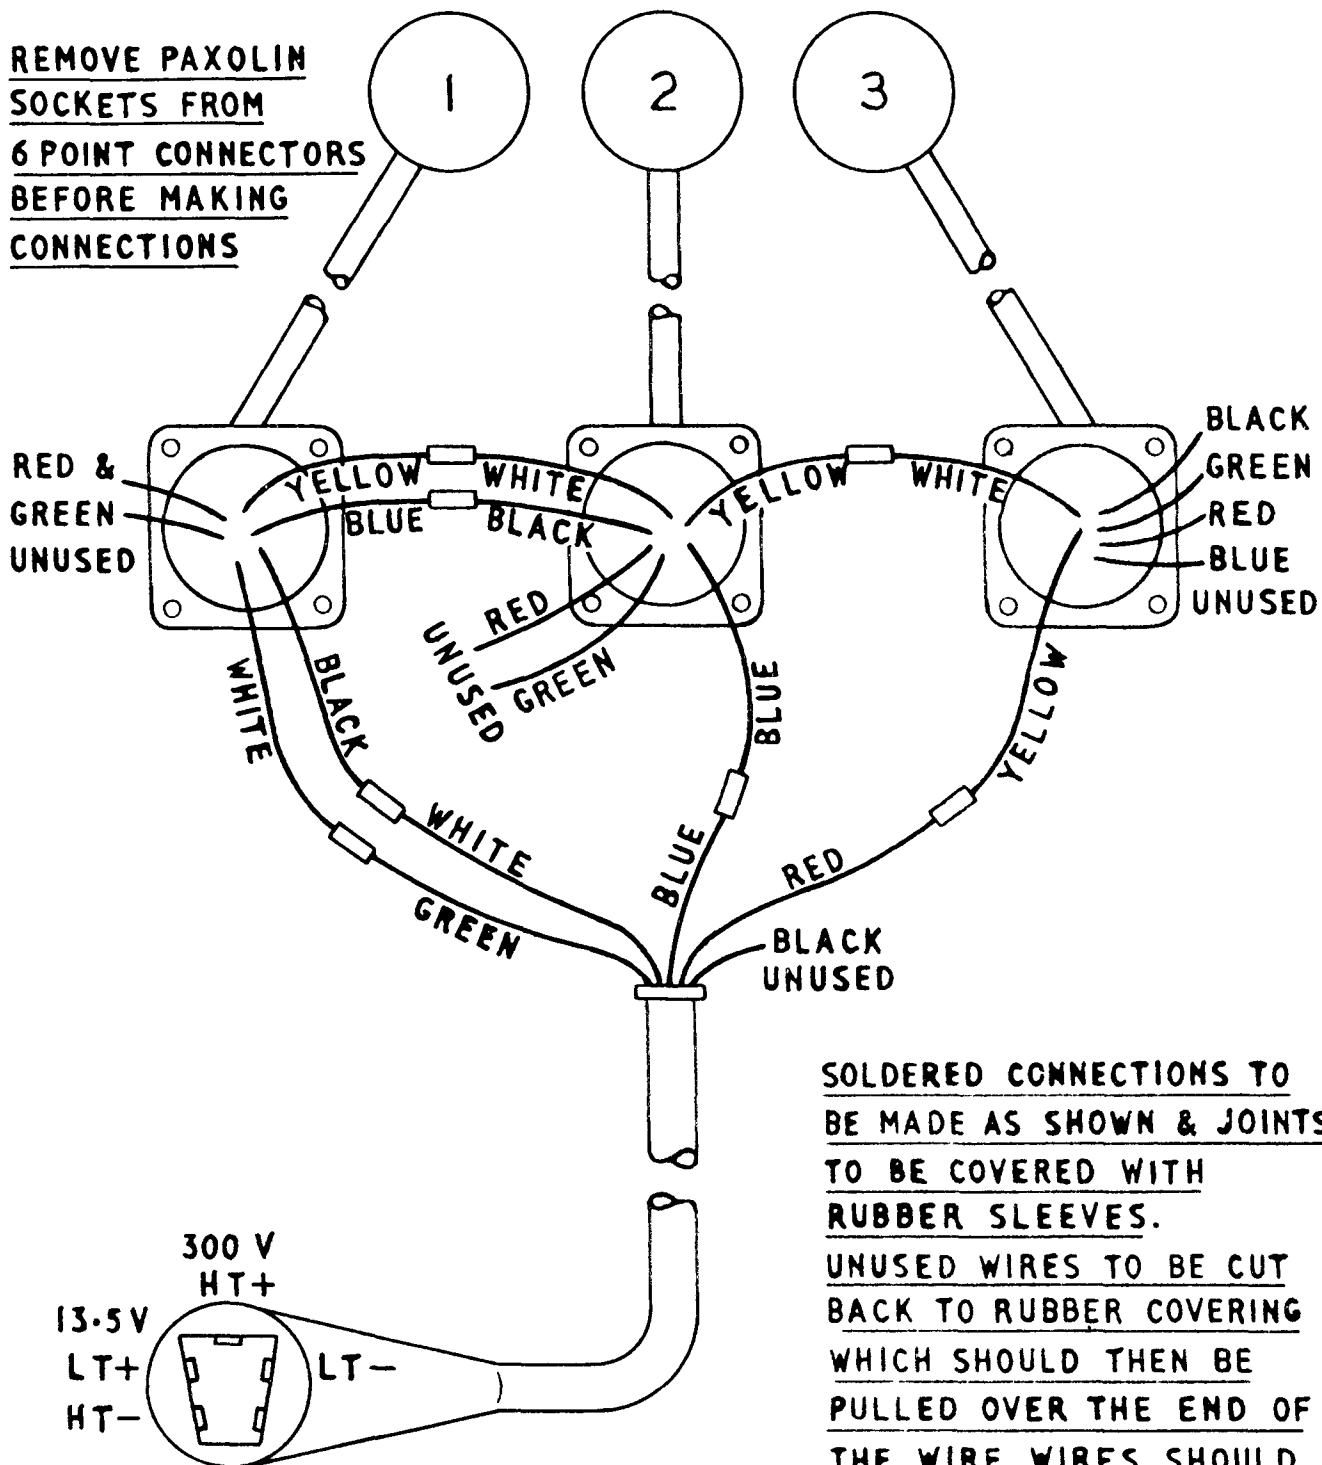 REMOVE PAXOLIN
SOCKETS FROM
6 POINT CONNECTORS
BEFORE MAKING
CONNECTIONS
1
2
3
RED &
GREEN
UNUSED
YELLOW
WHITE
BLUE
BLACK
YELLOW
WHITE
BLACK
GREEN
RED
BLUE
UNUSED
RED
GREEN
UNUSED
WHITE
BLACK
BLUE
YELLOW
WHITE
GREEN
BLUE
RED
BLACK
UNUSED
300 V
HT+
13·5V
LT+
LT-
HT-
SOLDERED CONNECTIONS TO
BE MADE AS SHOWN & JOINTS
TO BE COVERED WITH
RUBBER SLEEVES.
UNUSED WIRES TO BE CUT
BACK TO RUBBER COVERING
WHICH SHOULD THEN BE
PULLED OVER THE END OF
THE WIRE WIRES SHOULD